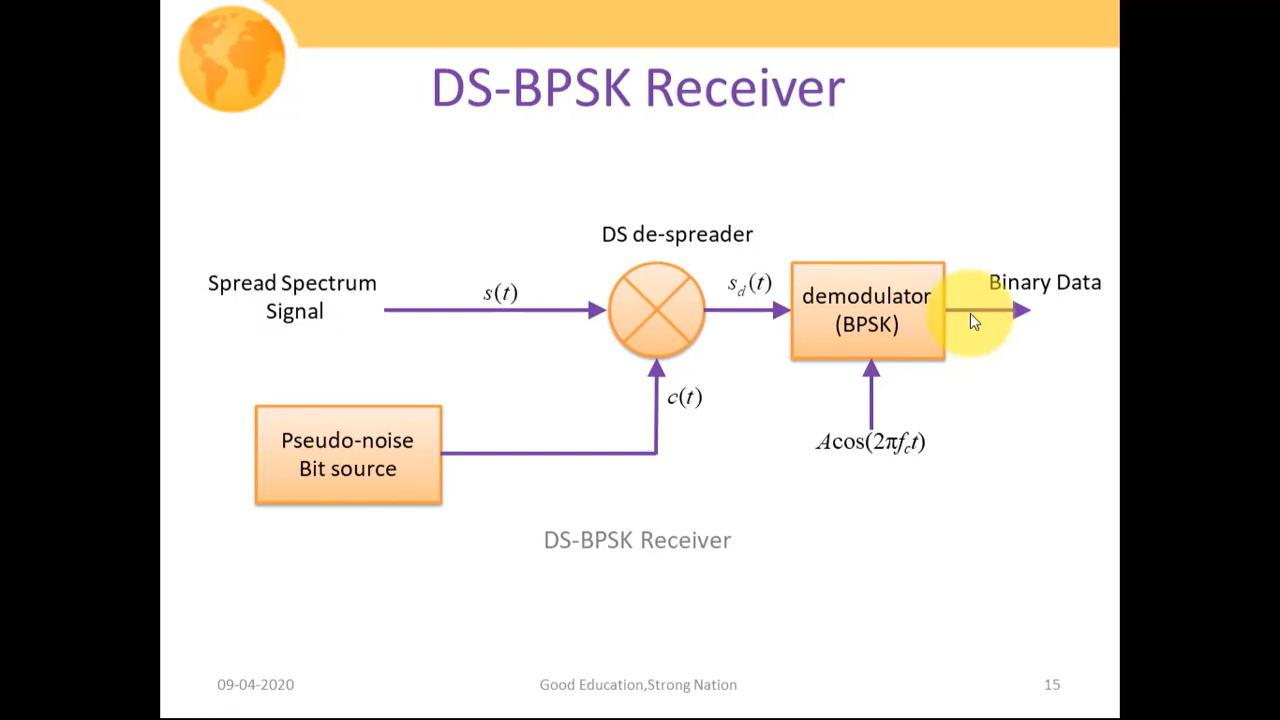 DS-BPSK Receiver
DS de-spreader
Spread Spectrum
Signal
s(t)
s_d(t)
demodulator
(BPSK)
Binary Data
c(t)
Pseudo-noise
Bit source
Acos(2πf_ct)
DS-BPSK Receiver
09-04-2020
Good Education,Strong Nation
15